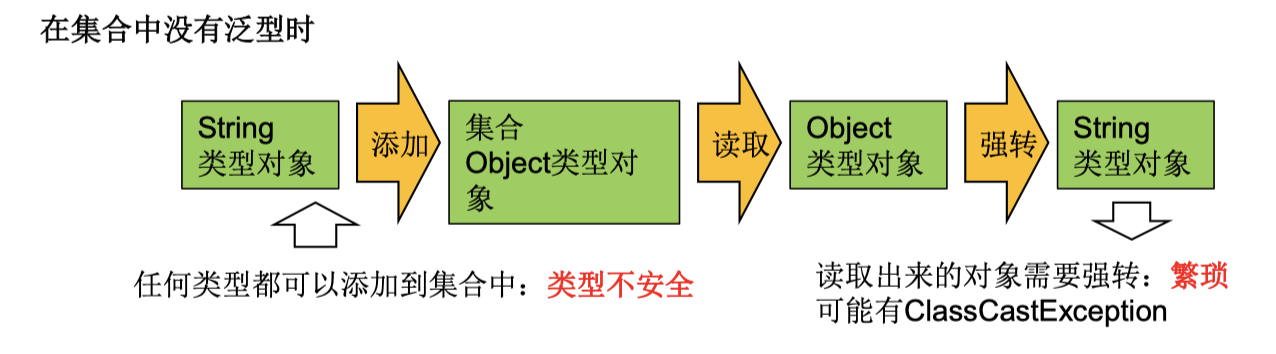 在集合中没有泛型时
String
类型对象
添加
集合
Object类型对
象
读取
Object
类型对象
强转
String
类型对象
任何类型都可以添加到集合中：类型不安全
读取出来的对象需要强转：繁琐
可能有ClassCastException